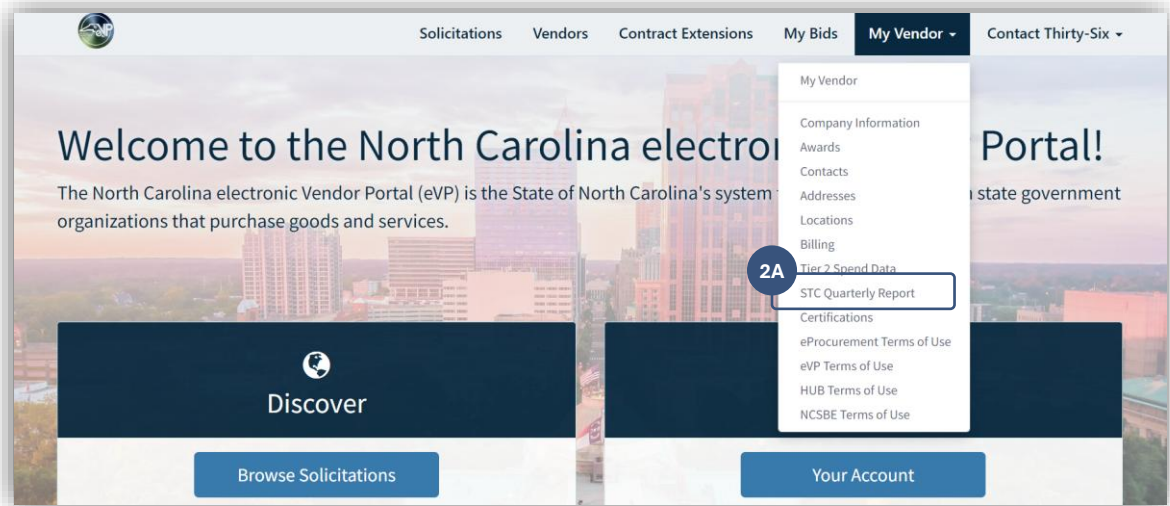 eVP
Solicitations Vendors Contract Extensions My Bids My Vendor Contact Thirty-Six
My Vendor
Company Information
Awards
Contacts
Addresses
Locations
Billing
Tier 2 Spend Data
2A
STC Quarterly Report
Certifications
eProcurement Terms of Use
eVP Terms of Use
HUB Terms of Use
NCSBE Terms of Use
Welcome to the North Carolina Portal!
The North Carolina electronic Vendor Portal (eVP) is the State of North Carolina's system state government
organizations that purchase goods and services.
Discover
Browse Solicitations
Your Account